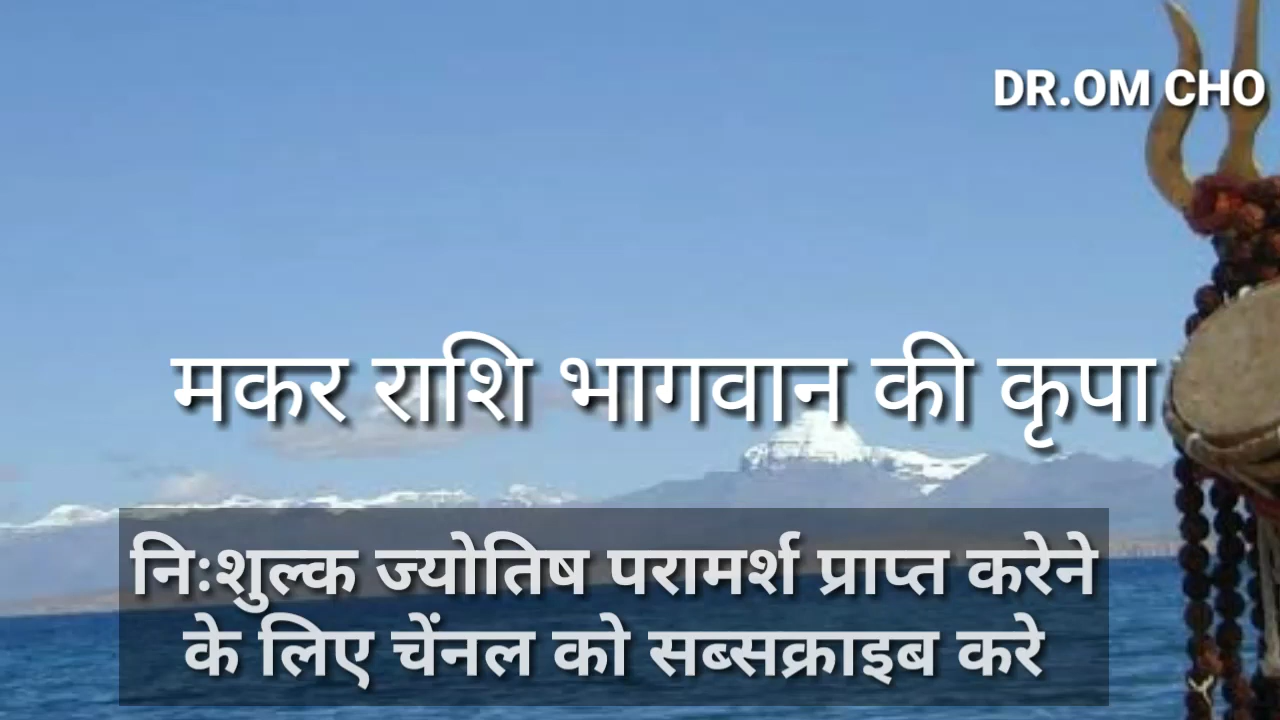 DR.OM CHO
मकर राशि भागवान की कृपा
निःशुल्क ज्योतिष परामर्श प्राप्त करेने
के लिए चेंनल को सब्सक्राइब करे